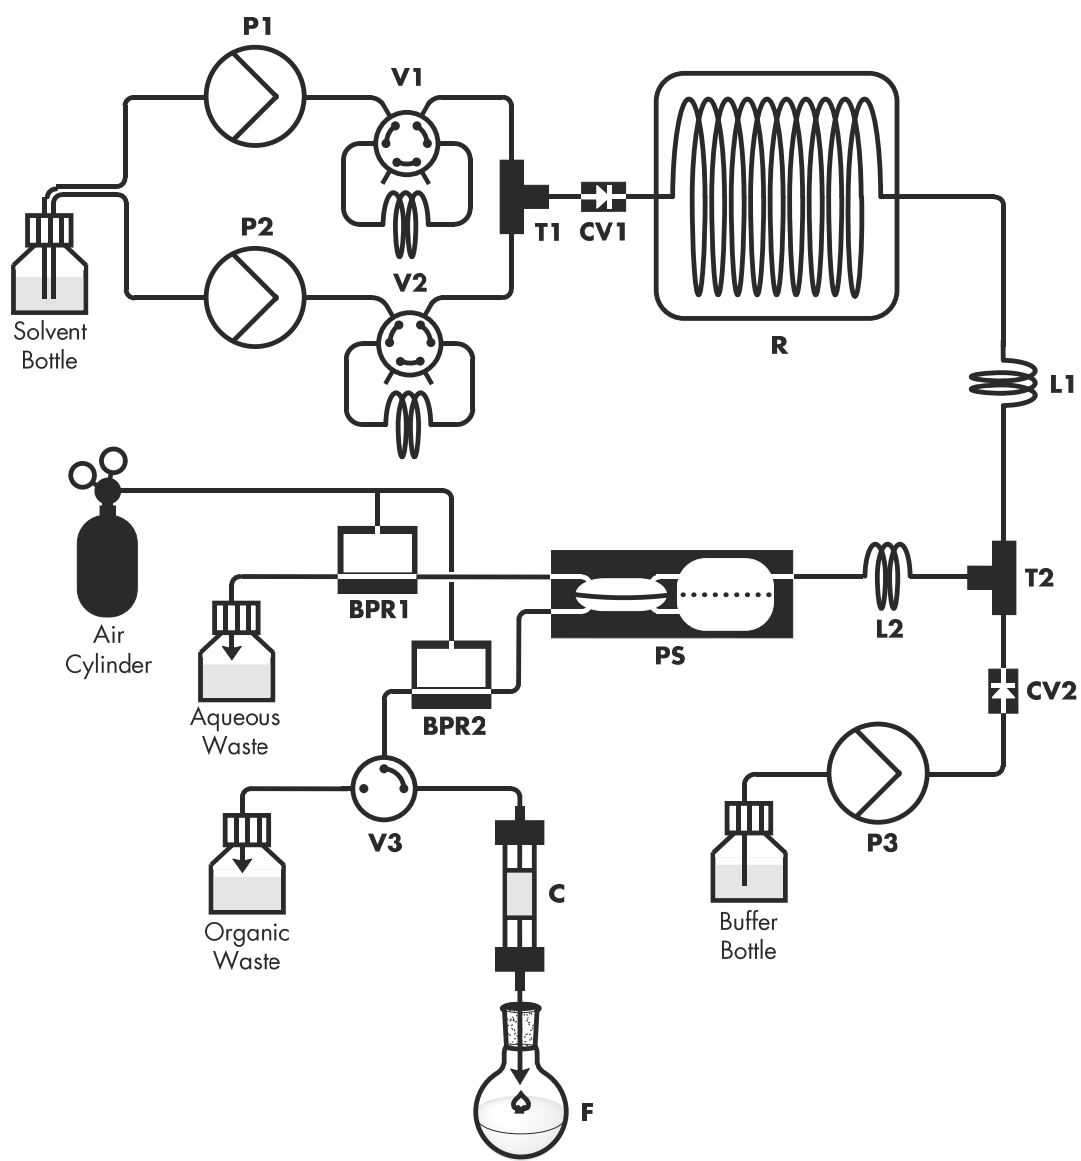 P1
V1
P2
T1
CV1
V2
Solvent
Bottle
R
L1
Air
Cylinder
BPR1
PS
L2
T2
BPR2
CV2
Aqueous
Waste
V3
P3
C
Organic
Waste
Buffer
Bottle
F